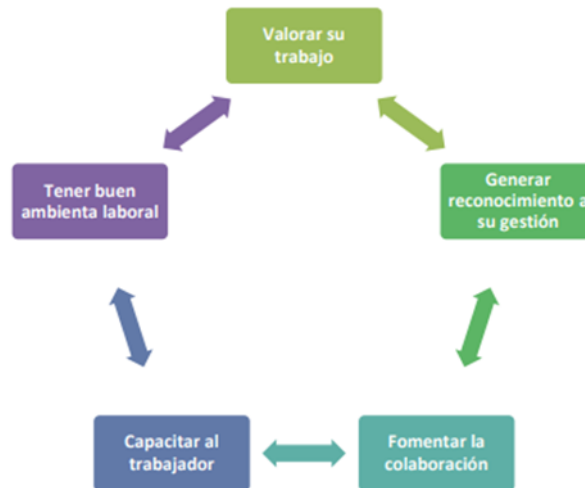 Valorar su
trabajo
Generar
reconocimiento a
su gestión
Fomentar la
colaboración
Capacitar al
trabajador
Tener buen
ambienta laboral